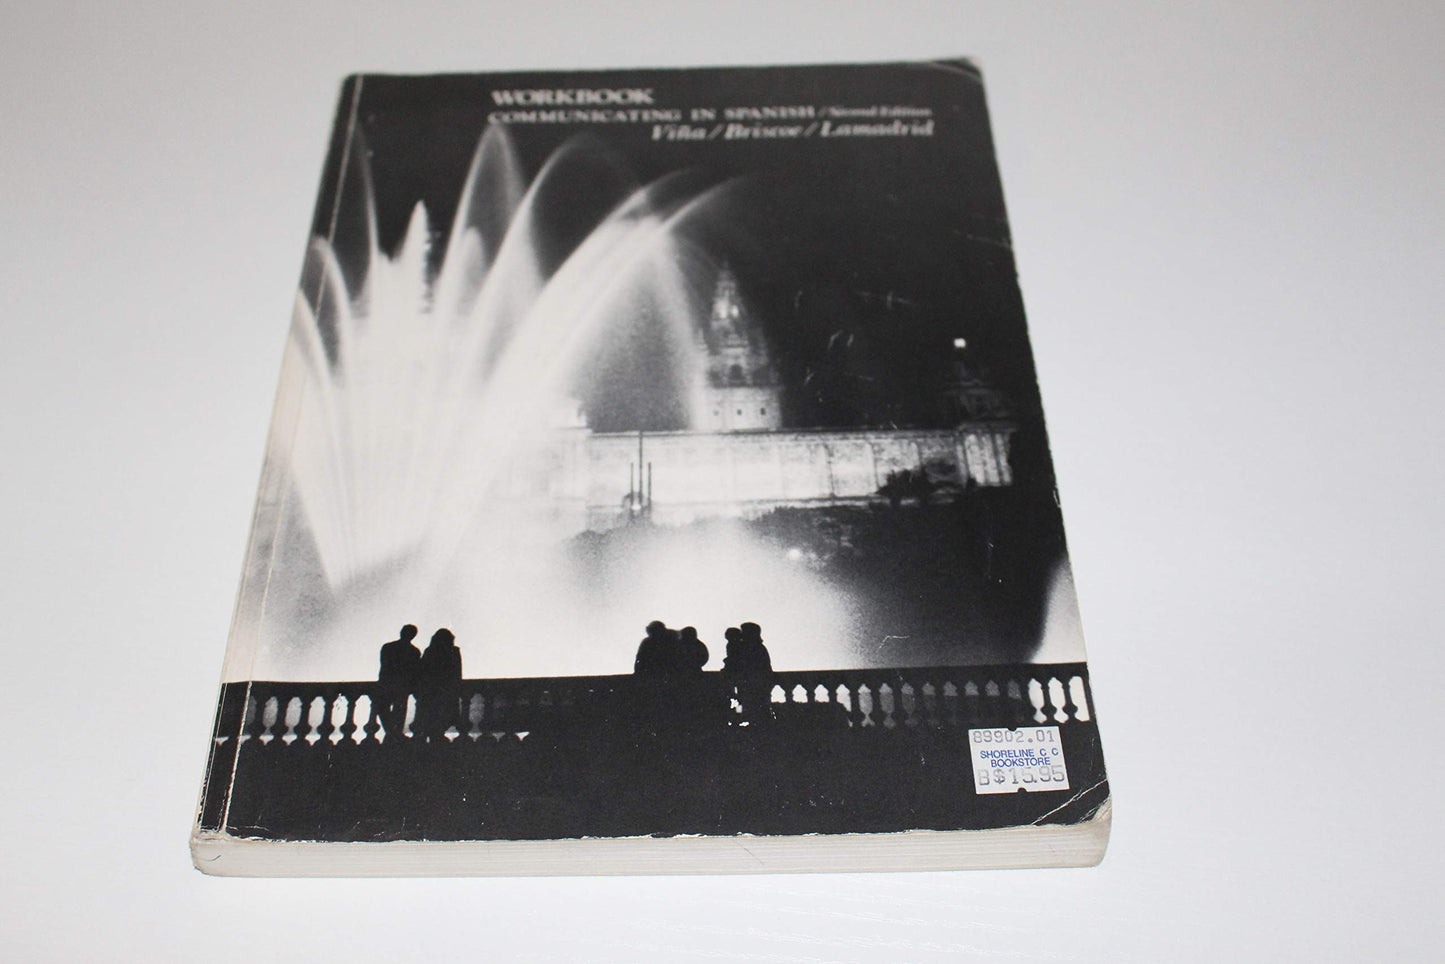 WORKBOOK
COMMUNICATING IN SPANISH / Second Edition
Viña / Briscoe / Lamadrid
89902.01
SHORELINE C C
BOOKSTORE
B$15.95